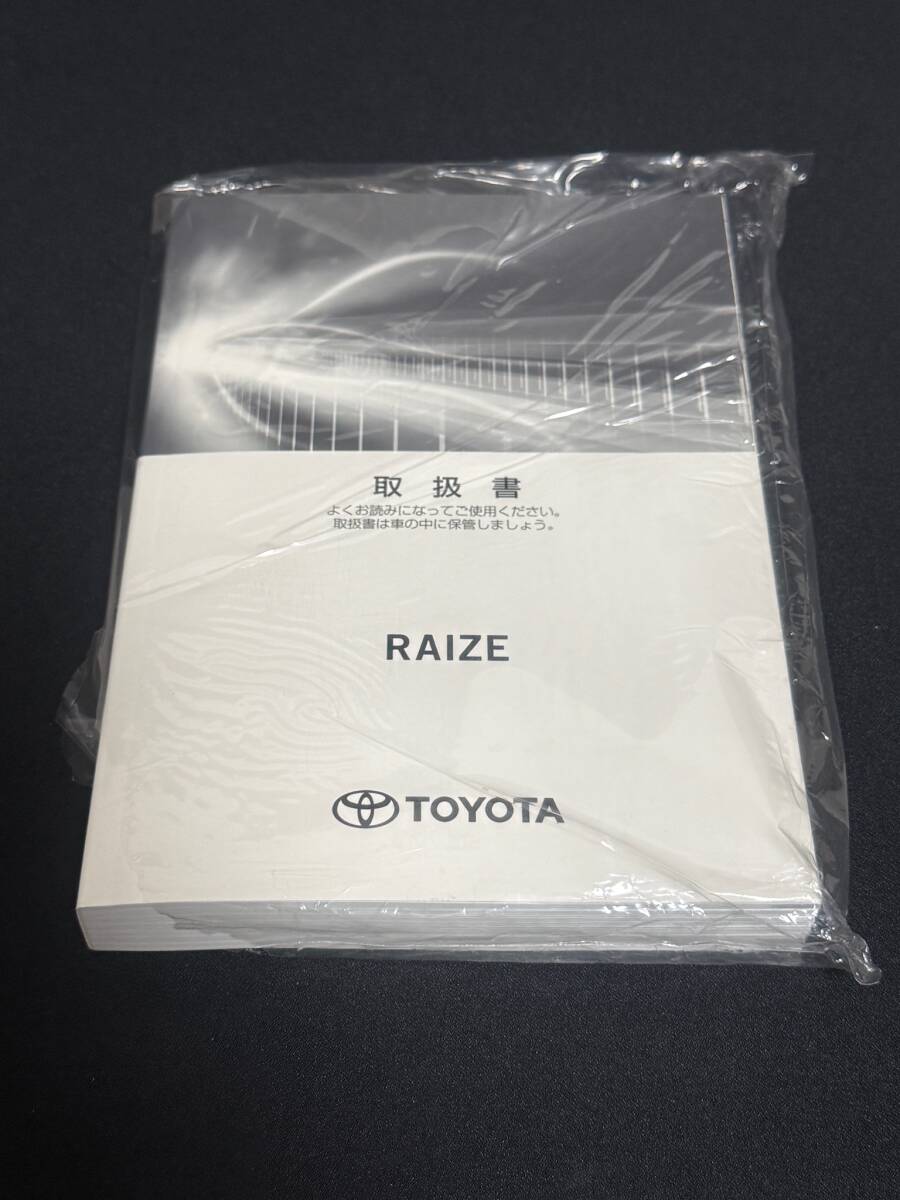 取扱書
よくお読みになってご使用ください。
取扱書は車の中に保管しましょう。
RAIZE
TOYOTA